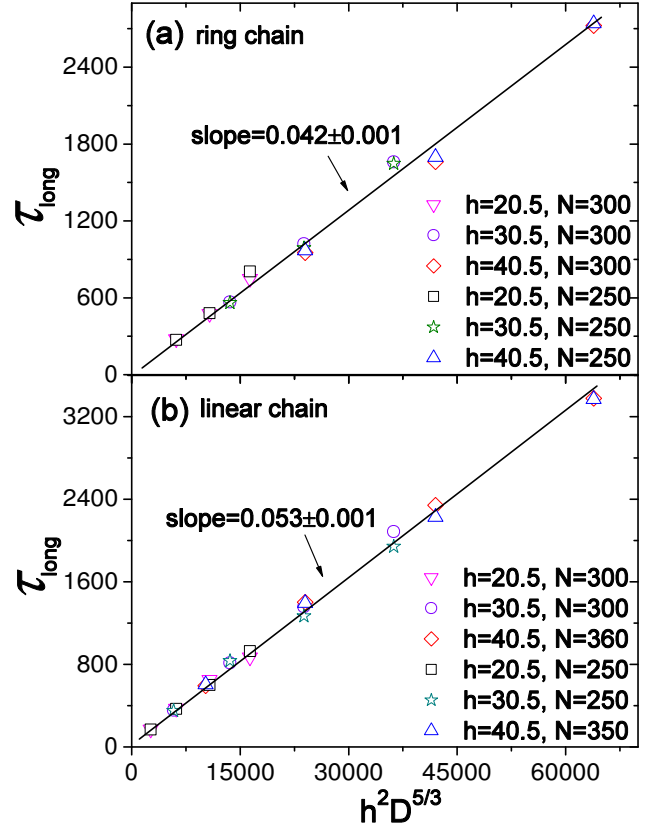 (a) ring chain
2400
1800
1200
600
0
τlong
slope=0.042±0.001
h=20.5, N=300
h=30.5, N=300
h=40.5, N=300
h=20.5, N=250
h=30.5, N=250
h=40.5, N=250
(b) linear chain
3200
2400
1600
800
0
τlong
slope=0.053±0.001
h=20.5, N=300
h=30.5, N=300
h=40.5, N=360
h=20.5, N=250
h=30.5, N=250
h=40.5, N=350
0 15000 30000 45000 60000
h²D⁵/³